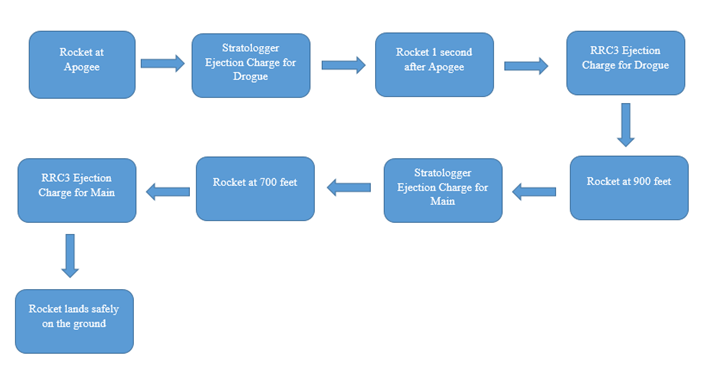 Rocket at
Apogee
Stratologger
Ejection Charge for
Drogue
Rocket 1 second
after Apogee
RRC3 Ejection
Charge for Drogue
Rocket at 900 feet
Stratologger
Ejection Charge for
Main
Rocket at 700 feet
RRC3 Ejection
Charge for Main
Rocket lands safely
on the ground